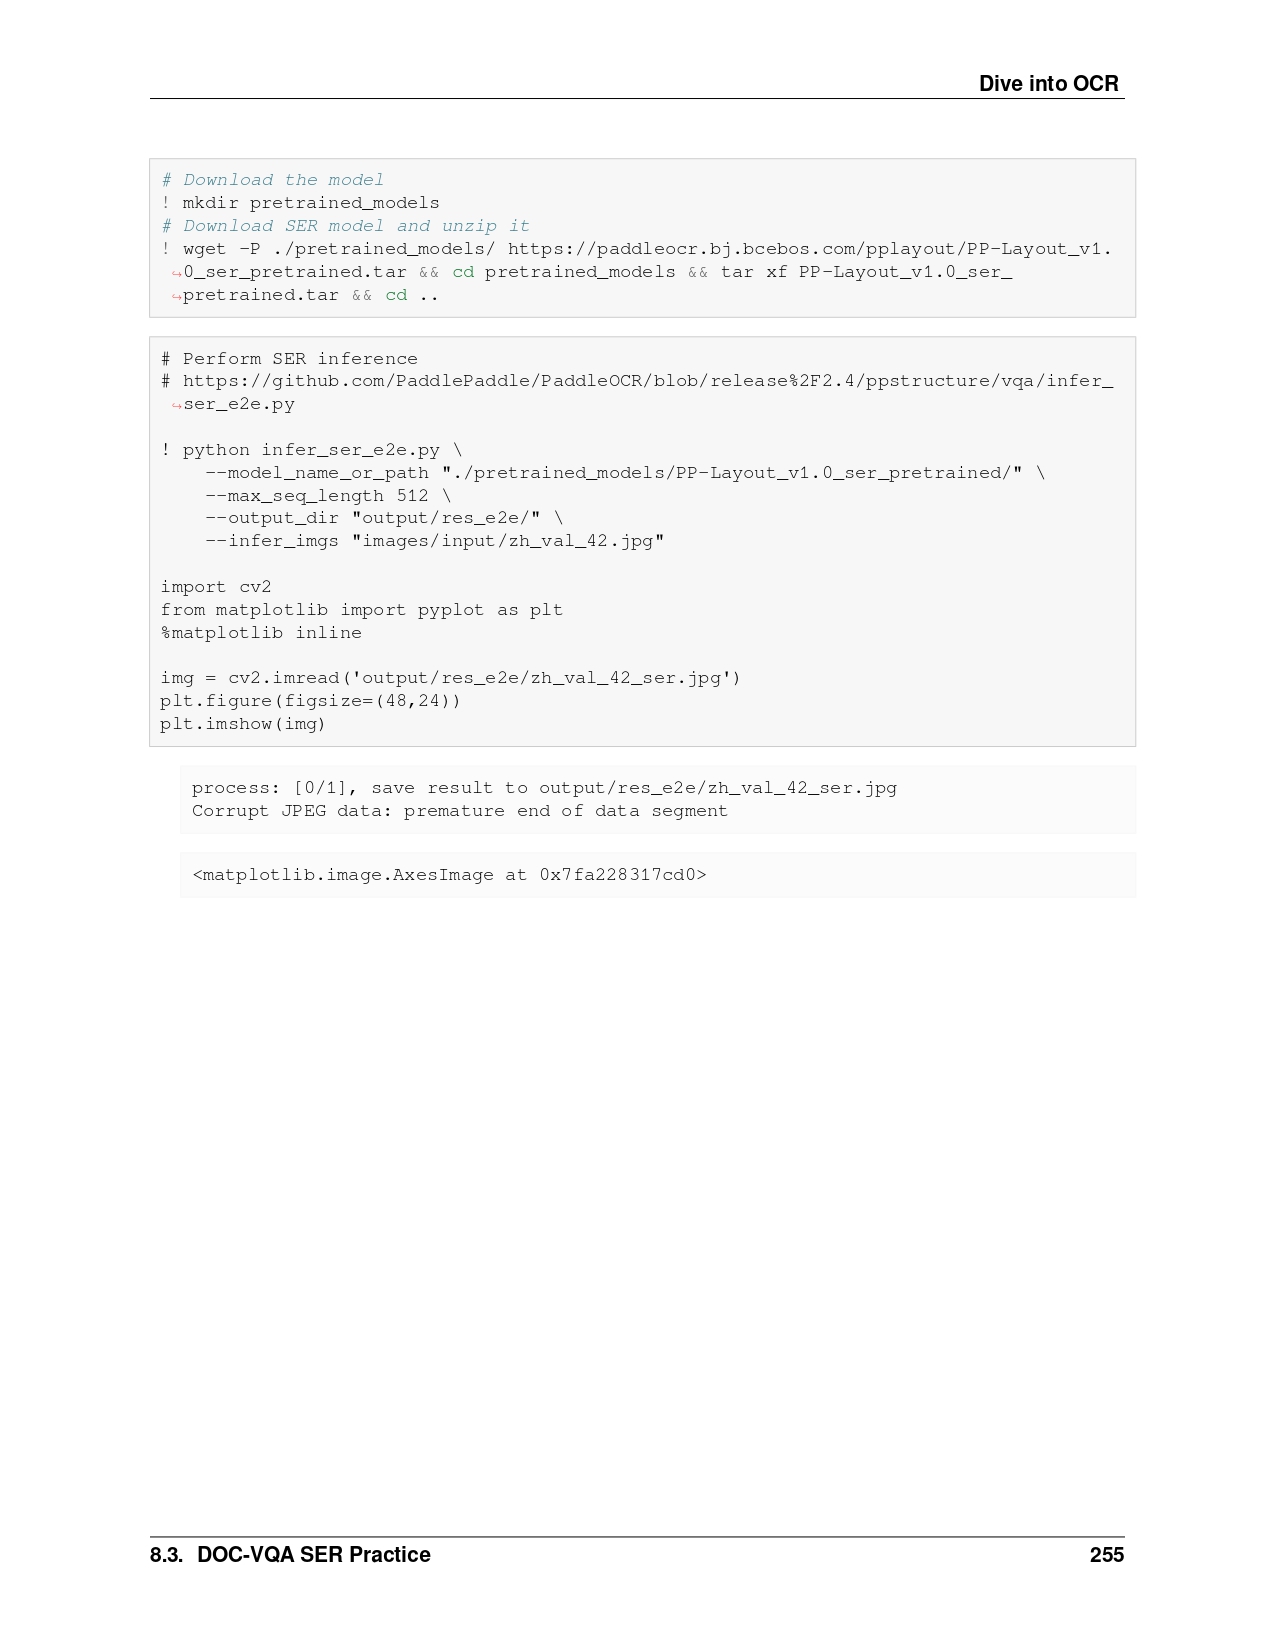 Dive into OCR
# Download the model
! mkdir pretrained_models
# Download SER model and unzip it
! wget -P ./pretrained_models/ https://paddleocr.bj.bcebos.com/pplayout/PP-Layout_v1.
↪0_ser_pretrained.tar && cd pretrained_models && tar xf PP-Layout_v1.0_ser_
↪pretrained.tar && cd ..
# Perform SER inference
# https://github.com/PaddlePaddle/PaddleOCR/blob/release%2F2.4/ppstructure/vqa/infer_
↪ser_e2e.py
! python infer_ser_e2e.py \
    --model_name_or_path "./pretrained_models/PP-Layout_v1.0_ser_pretrained/" \
    --max_seq_length 512 \
    --output_dir "output/res_e2e/" \
    --infer_imgs "images/input/zh_val_42.jpg"
import cv2
from matplotlib import pyplot as plt
%matplotlib inline
img = cv2.imread('output/res_e2e/zh_val_42_ser.jpg')
plt.figure(figsize=(48,24))
plt.imshow(img)
process: [0/1], save result to output/res_e2e/zh_val_42_ser.jpg
Corrupt JPEG data: premature end of data segment
<matplotlib.image.AxesImage at 0x7fa228317cd0>
8.3. DOC-VQA SER Practice 255